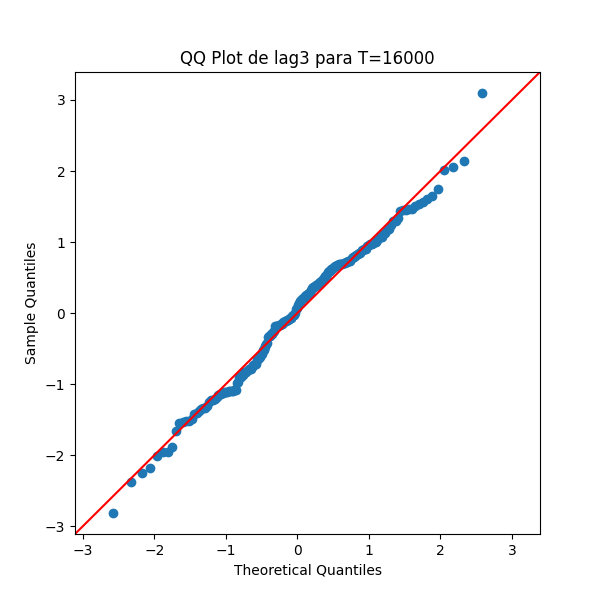 QQ Plot de lag3 para T=16000
Sample Quantiles
3
2
1
0
−1
−2
−3
−3 −2 −1 0 1 2 3
Theoretical Quantiles